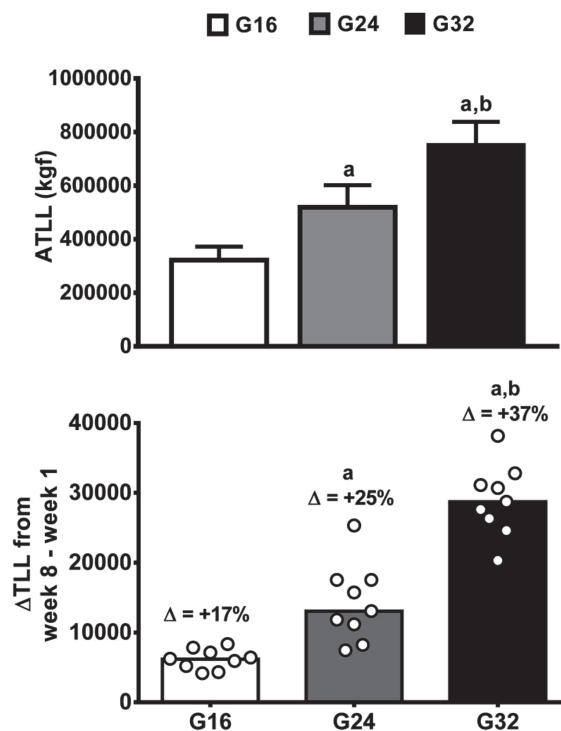 G16 G24 G32
1000000
800000
600000
400000
200000
0
ATLL (kgf)
a
a,b
40000
30000
20000
10000
0
ΔTLL from
week 8 - week 1
Δ = +17%
a
Δ = +25%
a,b
Δ = +37%
G16 G24 G32